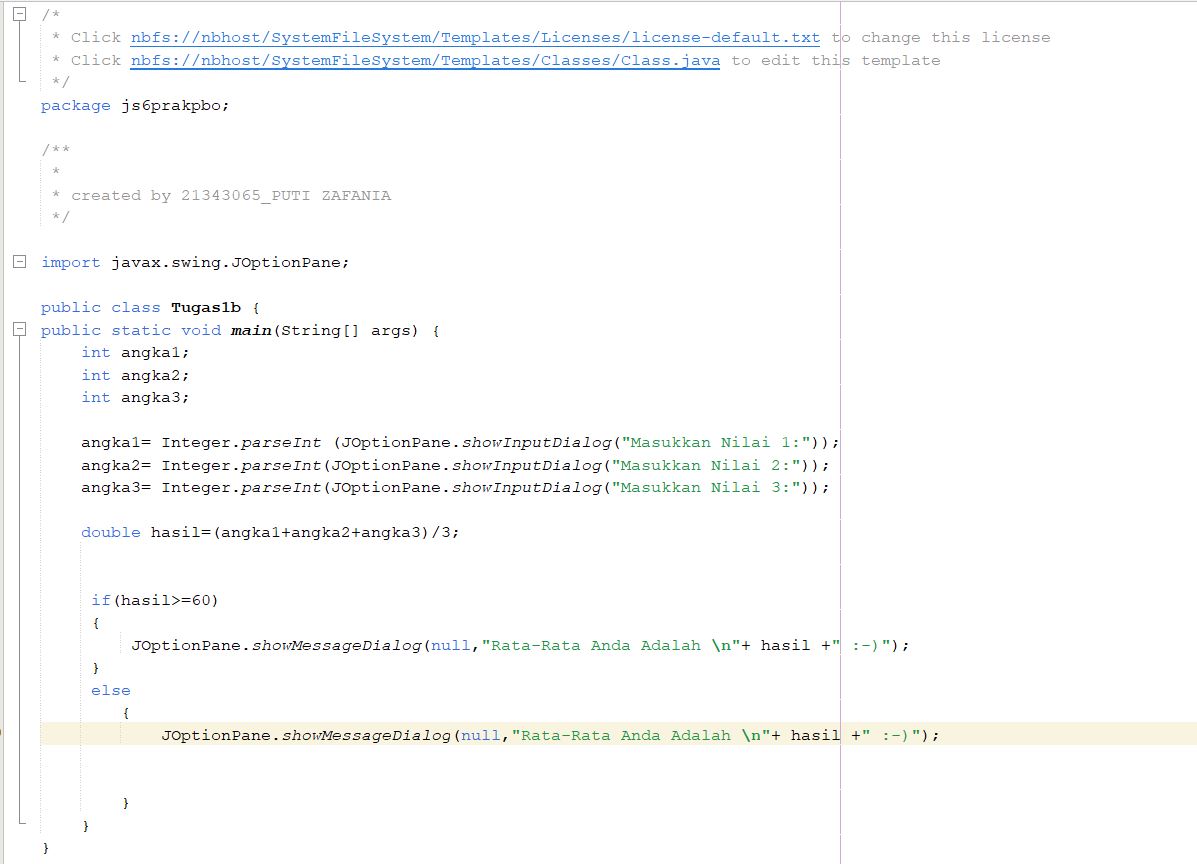 /*
 * Click nbfs://nbhost/SystemFileSystem/Templates/Licenses/license-default.txt to change this license
 * Click nbfs://nbhost/SystemFileSystem/Templates/Classes/Class.java to edit this template
 */
package js6prakpbo;
/**
 *
 * created by 21343065_PUTI ZAFANIA
 */
import javax.swing.JOptionPane;
public class Tugas1b {
public static void main(String[] args) {
    int angka1;
    int angka2;
    int angka3;
    angka1= Integer.parseInt (JOptionPane.showInputDialog("Masukkan Nilai 1:"));
    angka2= Integer.parseInt(JOptionPane.showInputDialog("Masukkan Nilai 2:"));
    angka3= Integer.parseInt(JOptionPane.showInputDialog("Masukkan Nilai 3:"));
    double hasil=(angka1+angka2+angka3)/3;
     if(hasil>=60)
     {
         JOptionPane.showMessageDialog(null,"Rata-Rata Anda Adalah \n"+ hasil +" :-)");
     }
     else
        {
            JOptionPane.showMessageDialog(null,"Rata-Rata Anda Adalah \n"+ hasil +" :-)");
        }
    }
}